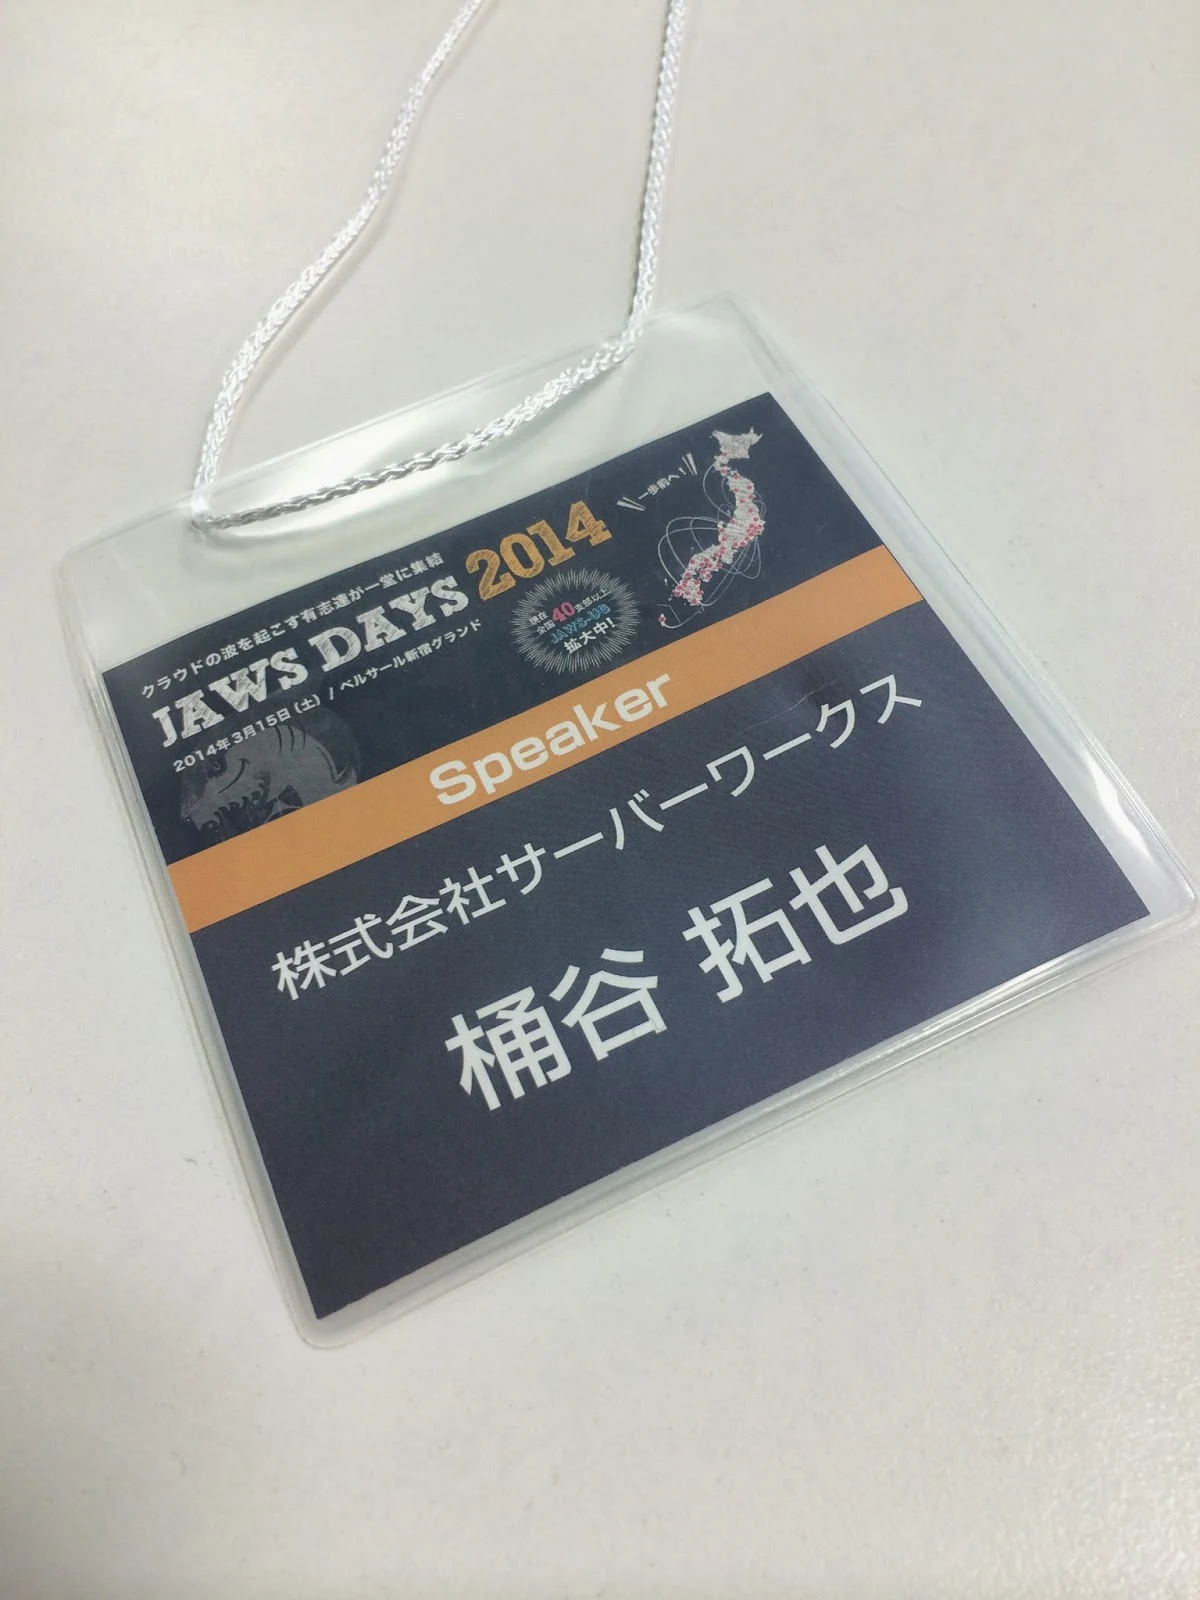 クラウドの波を起こす有志達が一堂に集結
JAWS DAYS 2014
2014年3月15日(土) / ベルサール新宿グランド
一歩前へ!
現在
全国40支部以上
JAWS-UG
拡大中!
Speaker
株式会社サーバーワークス
桶谷 拓也